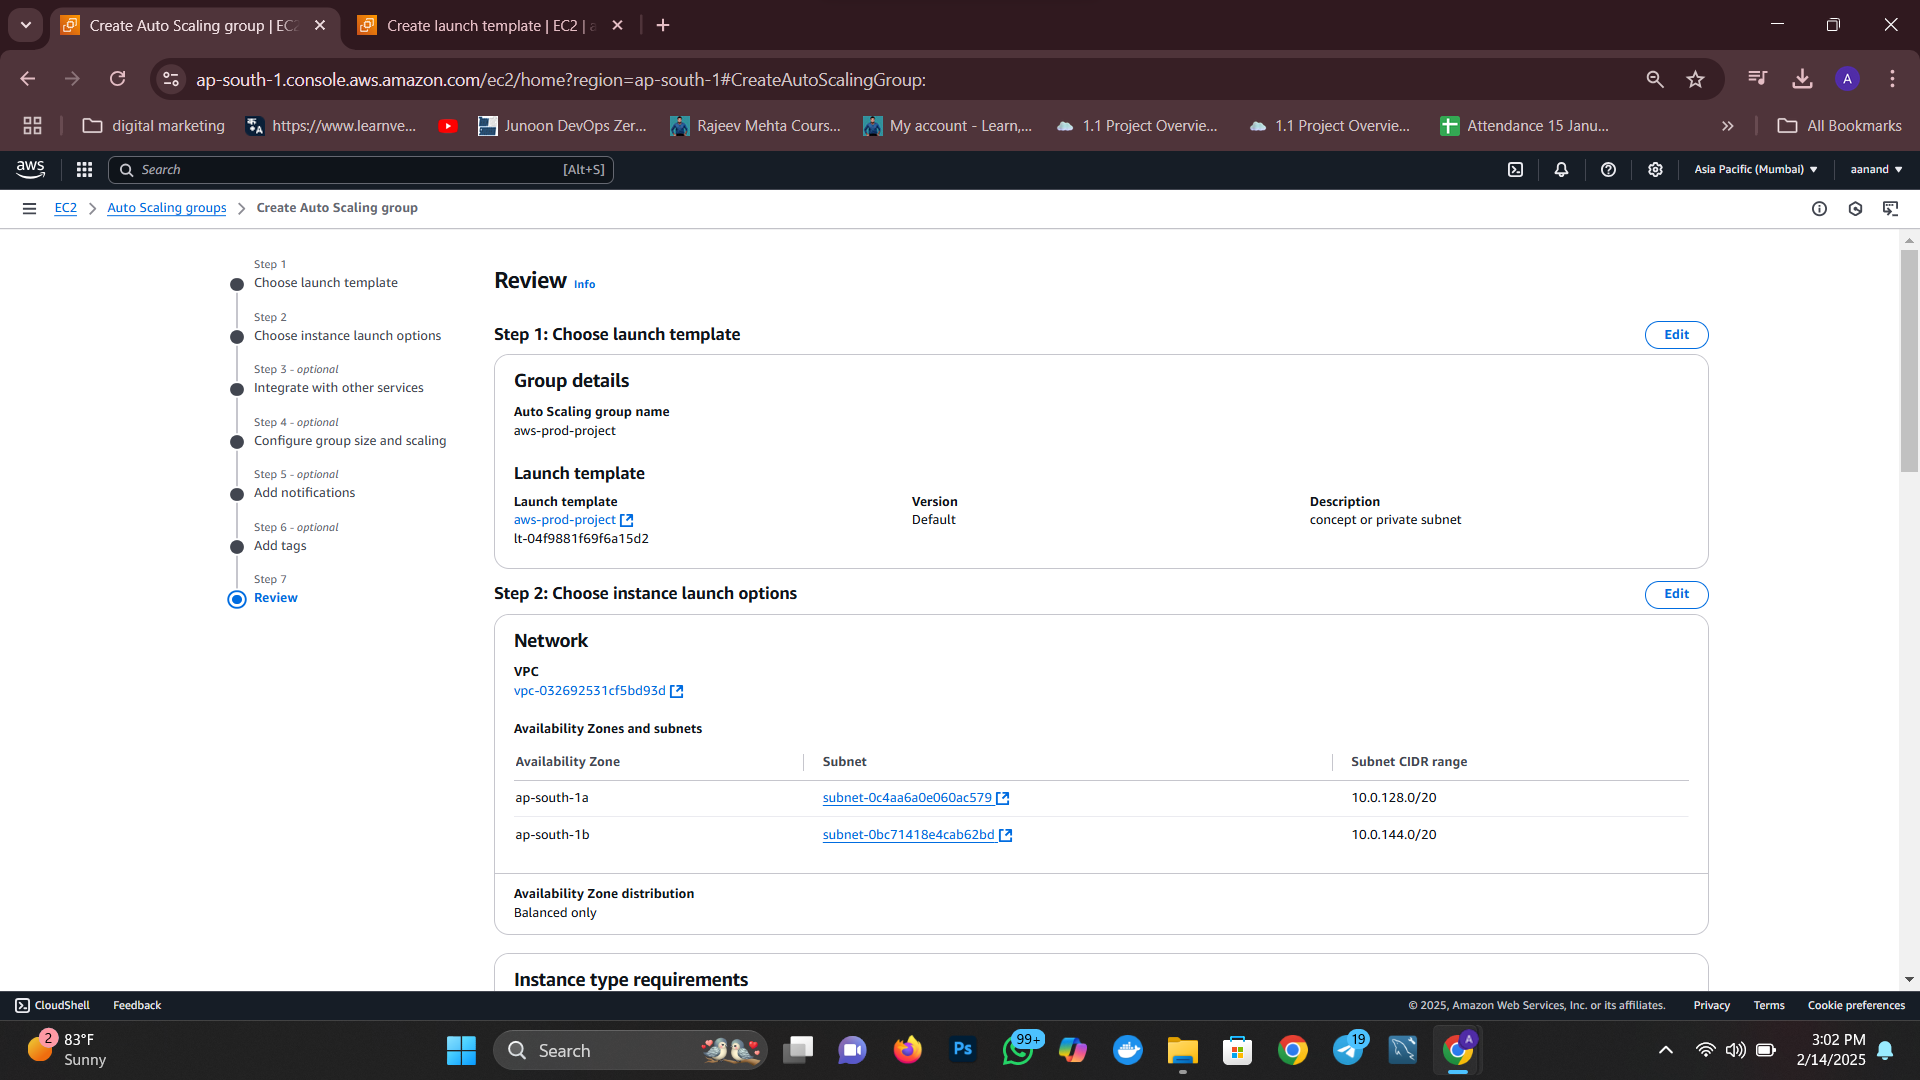 Create Auto Scaling group | EC2
Create launch template | EC2 | a
ap-south-1.console.aws.amazon.com/ec2/home?region=ap-south-1#CreateAutoScalingGroup:
A
digital marketing
https://www.learnve...
Junoon DevOps Zer...
Rajeev Mehta Cours...
My account - Learn,...
1.1 Project Overvie...
1.1 Project Overvie...
Attendance 15 Janu...
All Bookmarks
aws
Search
[Alt+S]
Asia Pacific (Mumbai)
aanand
EC2
Auto Scaling groups
Create Auto Scaling group
Step 1
Choose launch template
Step 2
Choose instance launch options
Step 3 - optional
Integrate with other services
Step 4 - optional
Configure group size and scaling
Step 5 - optional
Add notifications
Step 6 - optional
Add tags
Step 7
Review
Review Info
Step 1: Choose launch template
Edit
Group details
Auto Scaling group name
aws-prod-project
Launch template
Launch template
aws-prod-project
lt-04f9881f69f6a15d2
Version
Default
Description
concept or private subnet
Step 2: Choose instance launch options
Edit
Network
VPC
vpc-032692531cf5bd93d
Availability Zones and subnets
Availability Zone
Subnet
Subnet CIDR range
ap-south-1a
subnet-0c4aa6a0e060ac579
10.0.128.0/20
ap-south-1b
subnet-0bc71418e4cab62bd
10.0.144.0/20
Availability Zone distribution
Balanced only
Instance type requirements
CloudShell
Feedback
© 2025, Amazon Web Services, Inc. or its affiliates.
Privacy
Terms
Cookie preferences
2
83°F
Sunny
Search
Ps
99+
19
A
3:02 PM
2/14/2025